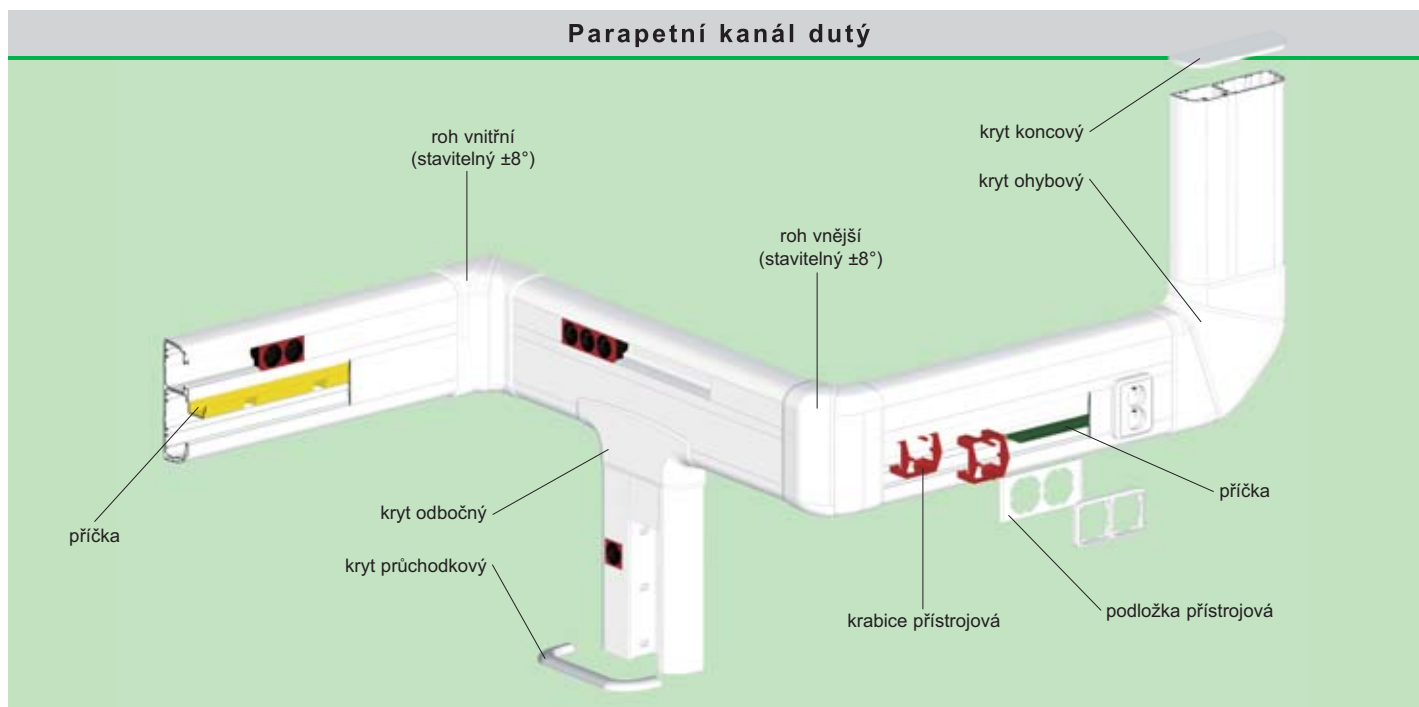 Parapetní kanál dutý
kryt koncový
roh vnitřní
(stavitelný ±8°)
kryt ohybový
roh vnější
(stavitelný ±8°)
příčka
kryt odbočný
příčka
kryt průchodkový
krabice přístrojová
podložka přístrojová